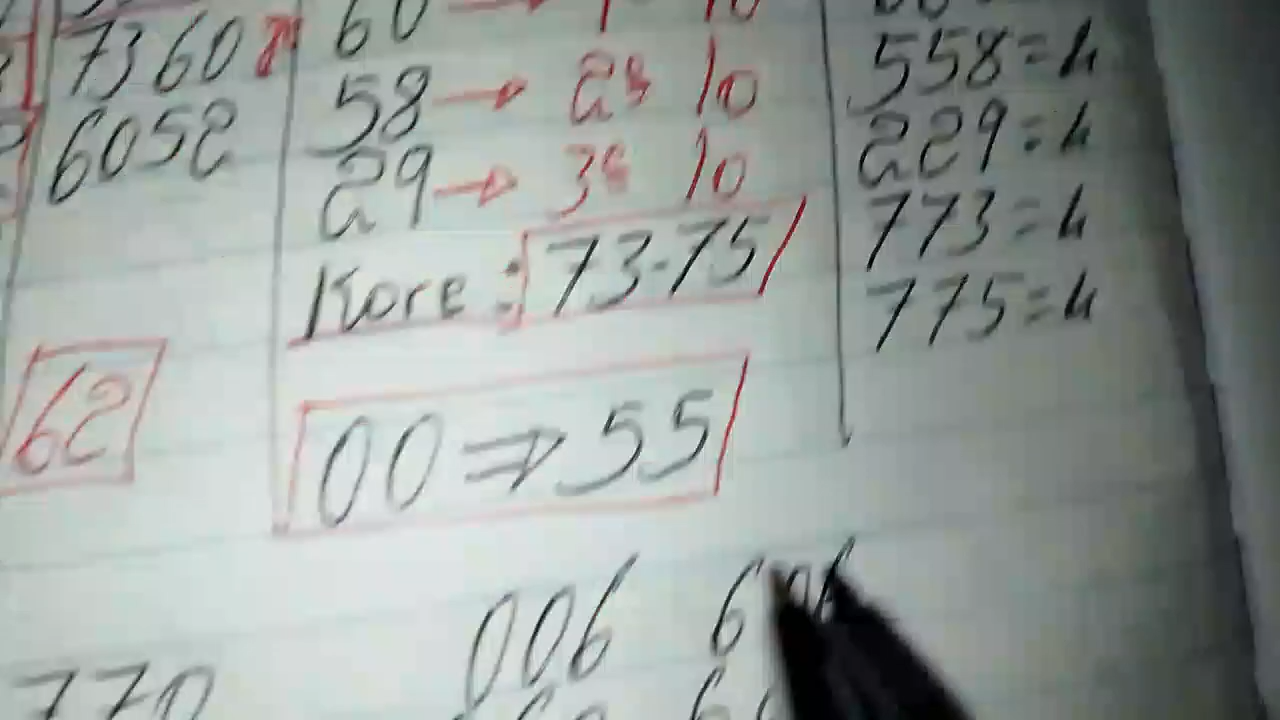 7360
6052
62
770
60 →
58 → 28 10
29 → 38 10
Kore : 73-75
00 ⇒ 55
558=4
229=4
773=4
775=4
006